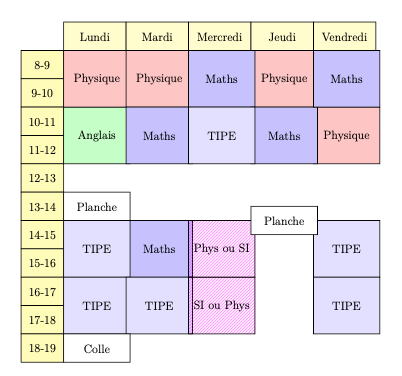 Lundi Mardi Mercredi Jeudi Vendredi
8-9
Physique Physique Maths Physique Maths
9-10
10-11
Anglais Maths TIPE Maths Physique
11-12
12-13
13-14 Planche
Planche
14-15
TIPE Maths Phys ou SI TIPE
15-16
16-17
TIPE TIPE SI ou Phys TIPE
17-18
18-19 Colle